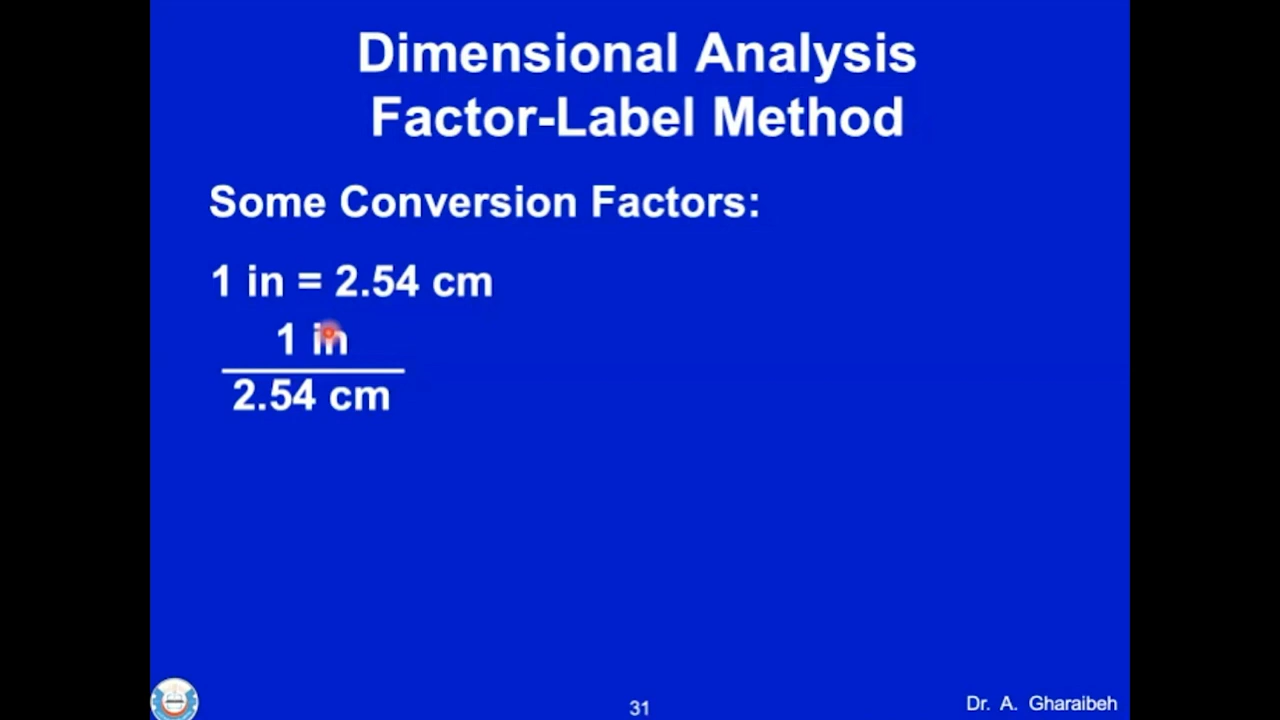 Dimensional Analysis
Factor-Label Method
Some Conversion Factors:
1 in = 2.54 cm
1 in
2.54 cm
31
Dr. A. Gharaibeh